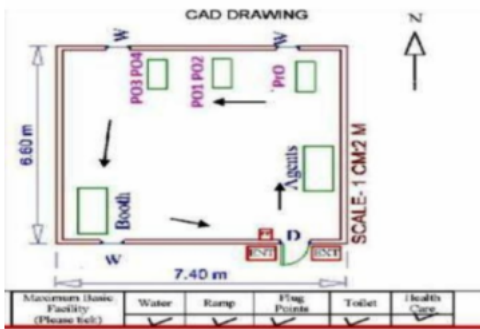 CAD DRAWING
N
W
W
PO3 PO4
PO1 PO2
PrO
6.60 m
Booth
Agents
SCALE- 1 CM:2 M
D
ENT
EXT
W
7.40 m
Maximum Basic Facility (Please tick)
Water
Ramp
Plug Points
Toilet
Health Care